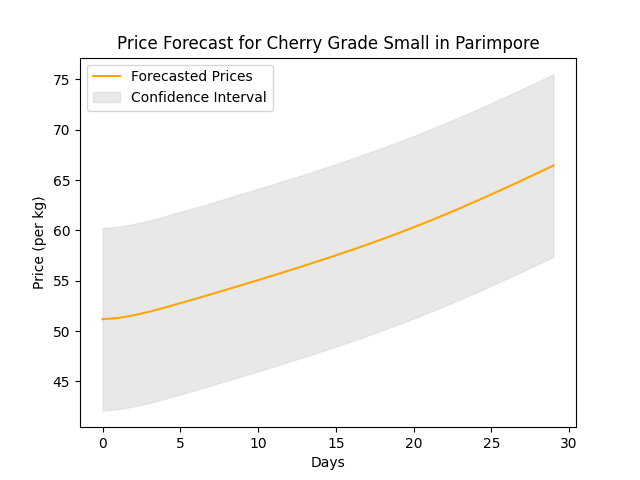 Price Forecast for Cherry Grade Small in Parimpore
Forecasted Prices
Confidence Interval
Price (per kg)
75
70
65
60
55
50
45
0 5 10 15 20 25 30
Days